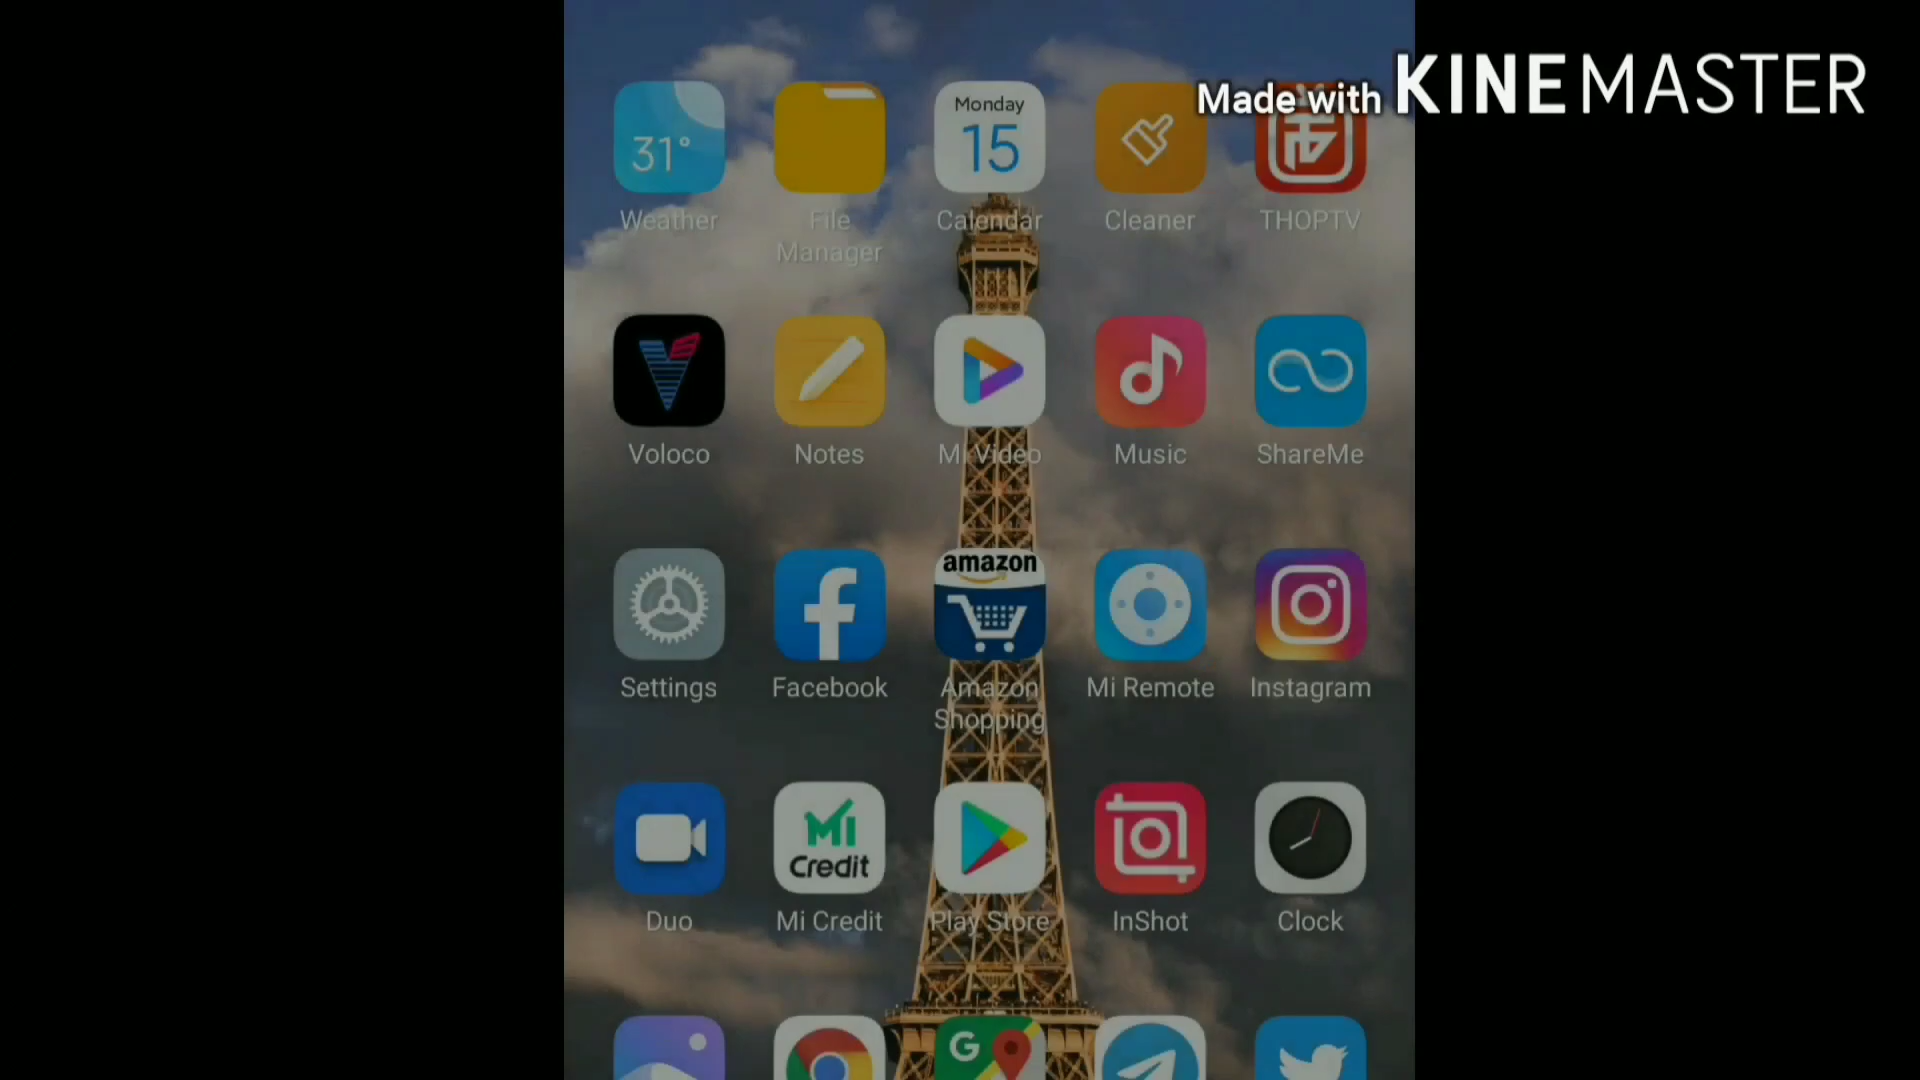 Made with KINEMASTER
Monday
15
31°
Weather
File
Manager
Calendar
Cleaner
THOPTV
Voloco
Notes
Mi Video
Music
ShareMe
amazon
Settings
Facebook
Amazon
Shopping
Mi Remote
Instagram
Mi
Credit
Duo
Mi Credit
Play Store
InShot
Clock
G